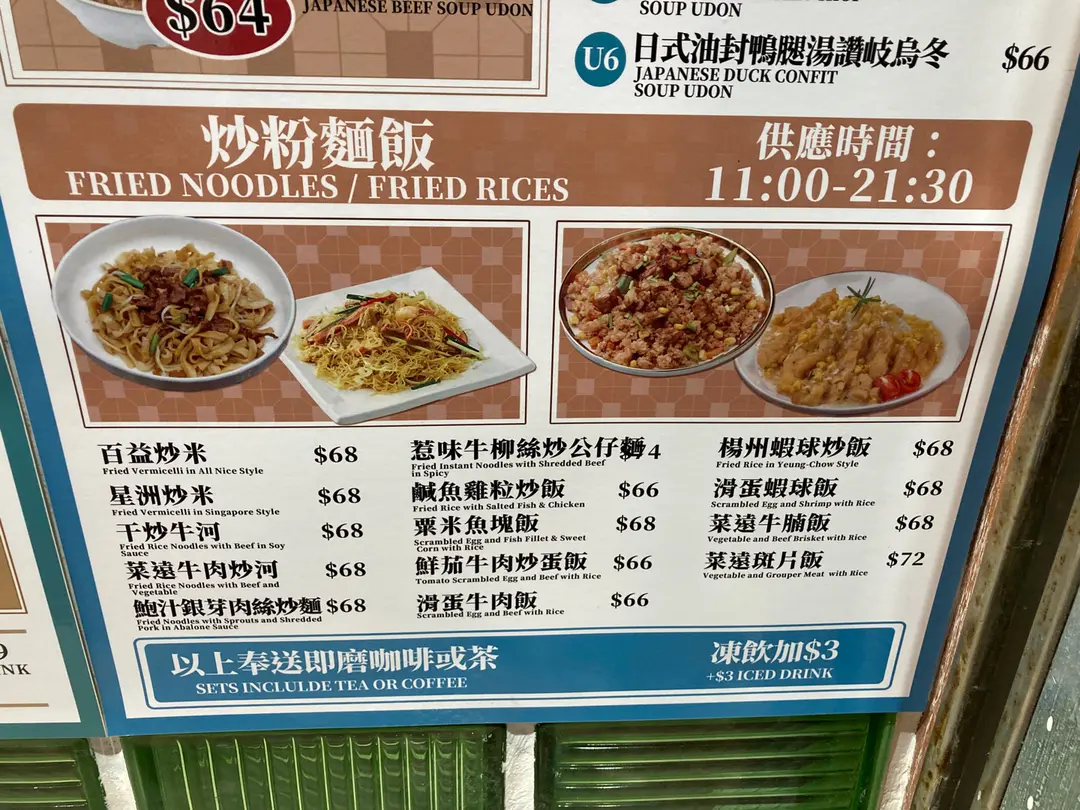 $64
JAPANESE BEEF SOUP UDON
SOUP UDON
U6 日式油封鴨腿湯讚岐烏冬 $66
JAPANESE DUCK CONFIT
SOUP UDON
炒粉麵飯
FRIED NOODLES / FRIED RICES
供應時間：
11:00-21:30
百益炒米 $68
Fried Vermicelli in All Nice Style
星洲炒米 $68
Fried Vermicelli in Singapore Style
干炒牛河 $68
Fried Rice Noodles with Beef in Soy
Sauce
菜遠牛肉炒河 $68
Fried Rice Noodles with Beef and
Vegetable
鮑汁銀芽肉絲炒麵 $68
Fried Noodles with Sprouts and Shredded
Pork in Abalone Sauce
惹味牛柳絲炒公仔麵 4
Fried Instant Noodles with Shredded Beef
in Spicy
鹹魚雞粒炒飯 $66
Fried Rice with Salted Fish & Chicken
粟米魚塊飯 $68
Scrambled Egg and Fish Fillet & Sweet
Corn with Rice
鮮茄牛肉炒蛋飯 $66
Tomato Scrambled Egg and Beef with Rice
滑蛋牛肉飯 $66
Scrambled Egg and Beef with Rice
楊州蝦球炒飯 $68
Fried Rice in Yeung-Chow Style
滑蛋蝦球飯 $68
Scrambled Egg and Shrimp with Rice
菜遠牛腩飯 $68
Vegetable and Beef Brisket with Rice
菜遠斑片飯 $72
Vegetable and Grouper Meat with Rice
以上奉送即磨咖啡或茶
SETS INCLULDE TEA OR COFFEE
凍飲加$3
+$3 ICED DRINK